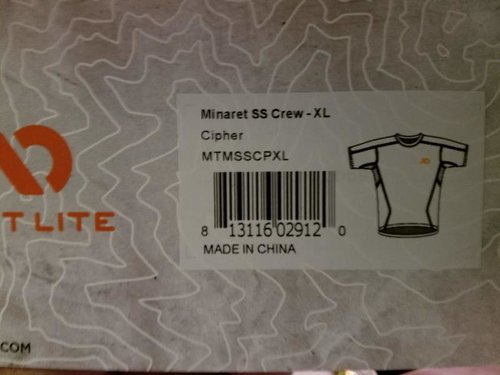 Minaret SS Crew - XL
Cipher
MTMSSCPXL
8 13116 02912 0
MADE IN CHINA
T LITE
.COM